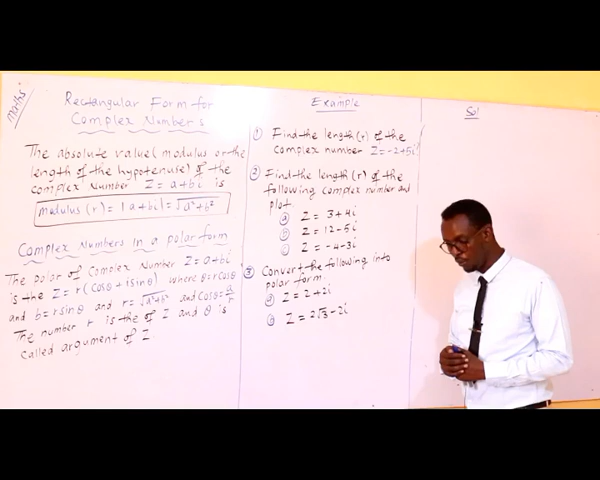 maths
Rectangular Form for
Complex Numbers
The absolute value(modulus or the
length of the hypotenuse) of the
complex Number Z = a+bi is
modulus (r) = |a+bi| = √a²+b²
Complex Numbers in a polar form
The polar of Complex Number Z = a+bi
is the Z = r(cosθ+isinθ) where θ=rcosθ
and b=rsinθ and r=√a²+b² and cosθ=a/r
The number r is the of Z and θ is
called argument of Z.
Example
① Find the length(r) of the
complex number Z=-2+5i
② Find the length(r) of the
following complex number and
plot
ⓐ Z = 3+4i
ⓑ Z = 12-5i
ⓒ Z = -4-3i
③ Convert the following into
polar form.
ⓐ Z = 2+2i
ⓑ Z = 2√3-2i
Sol